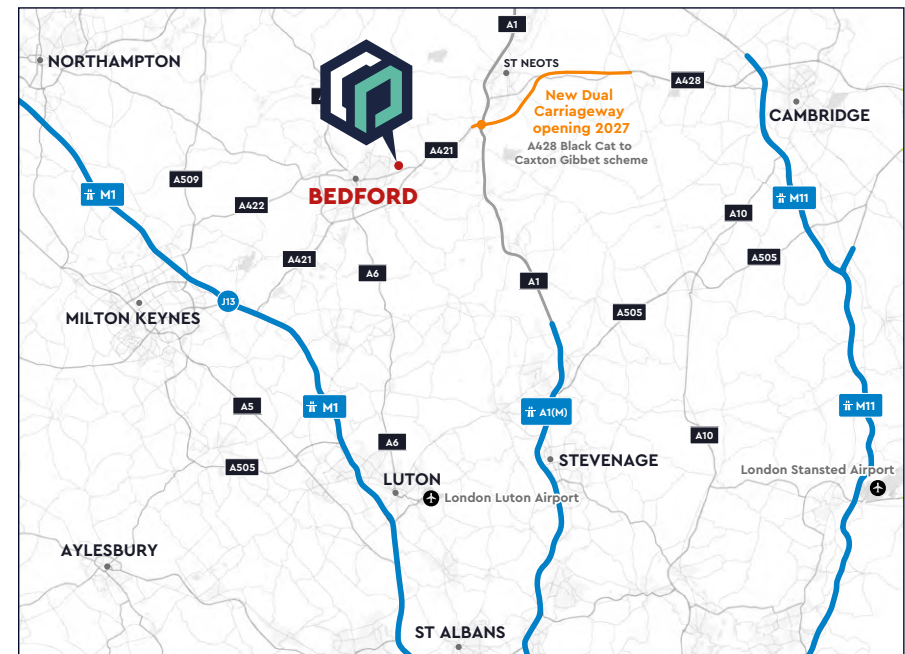 A1
NORTHAMPTON
ST NEOTS
A428
New Dual
Carriageway
opening 2027
A428 Black Cat to
Caxton Gibbet scheme
CAMBRIDGE
A421
A509
M1
BEDFORD
A422
M11
A10
A421
A6
A505
A1
J13
MILTON KEYNES
A505
A5
M1
A1(M)
M11
A6
A10
A505
STEVENAGE
London Stansted Airport
LUTON
London Luton Airport
AYLESBURY
ST ALBANS